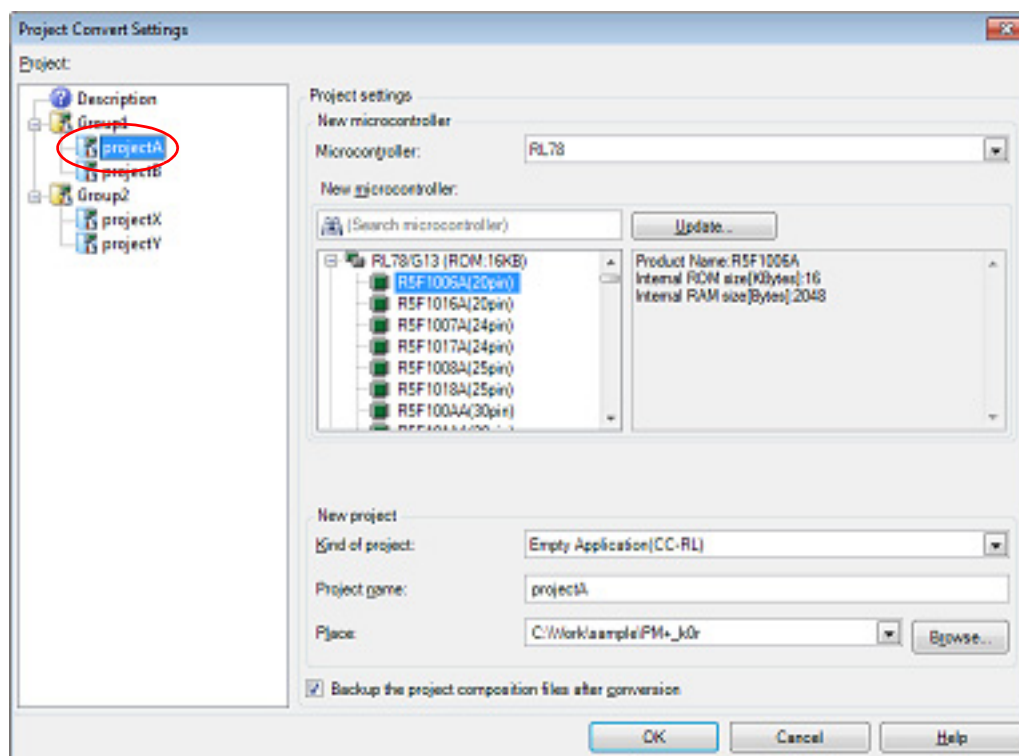 Project Convert Settings
Project:
Description
Group1
projectA
projectB
Group2
projectX
projectY
Project settings
New microcontroller
Microcontroller:
RL78
New microcontroller:
(Search microcontroller)
Update...
RL78/G13 (ROM:16KB)
R5F1006A(20pin)
R5F1016A(20pin)
R5F1007A(24pin)
R5F1017A(24pin)
R5F1008A(25pin)
R5F1018A(25pin)
R5F100AA(30pin)
Product Name:R5F1006A
Internal ROM size[KBytes]:16
Internal RAM size[Bytes]:2048
New project
Kind of project:
Empty Application(CC-RL)
Project name:
projectA
Place:
C:\Work\sample\PM+_k0r
Browse...
Backup the project composition files after conversion
OK
Cancel
Help